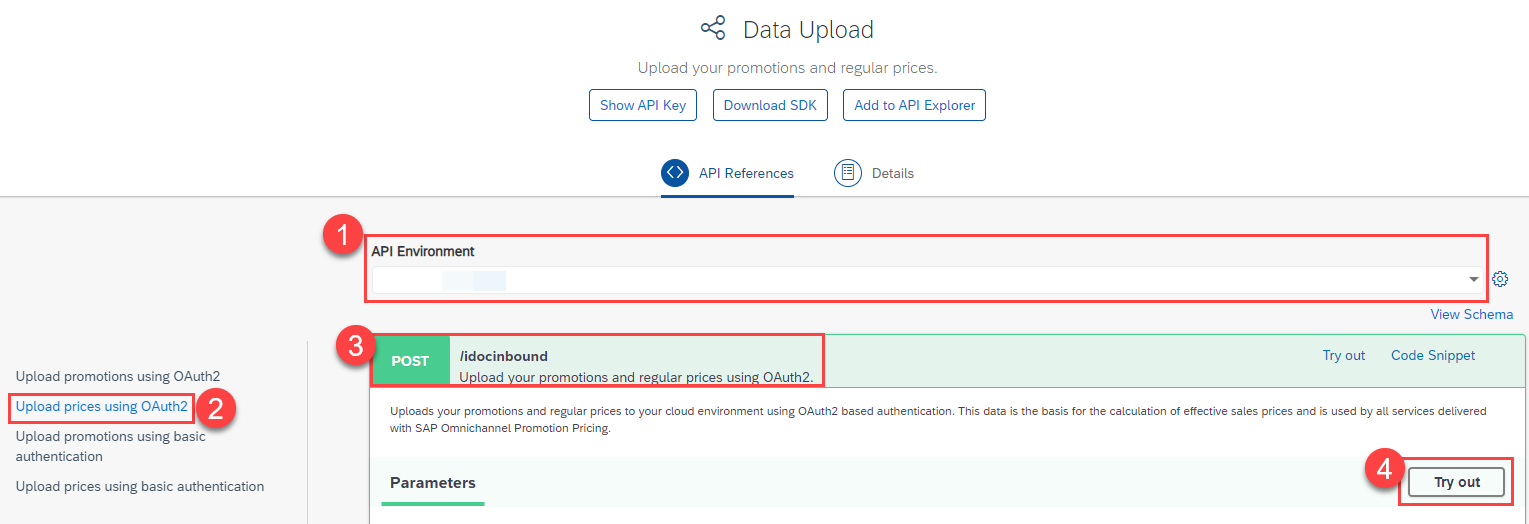 Data Upload
Upload your promotions and regular prices.
Show API Key
Download SDK
Add to API Explorer
API References
Details
1
API Environment
View Schema
3
POST
/idocinbound
Upload your promotions and regular prices using OAuth2.
Try out
Code Snippet
Upload promotions using OAuth2
Upload prices using OAuth2
2
Upload promotions using basic
authentication
Upload prices using basic authentication
Uploads your promotions and regular prices to your cloud environment using OAuth2 based authentication. This data is the basis for the calculation of effective sales prices and is used by all services delivered
with SAP Omnichannel Promotion Pricing.
Parameters
4
Try out